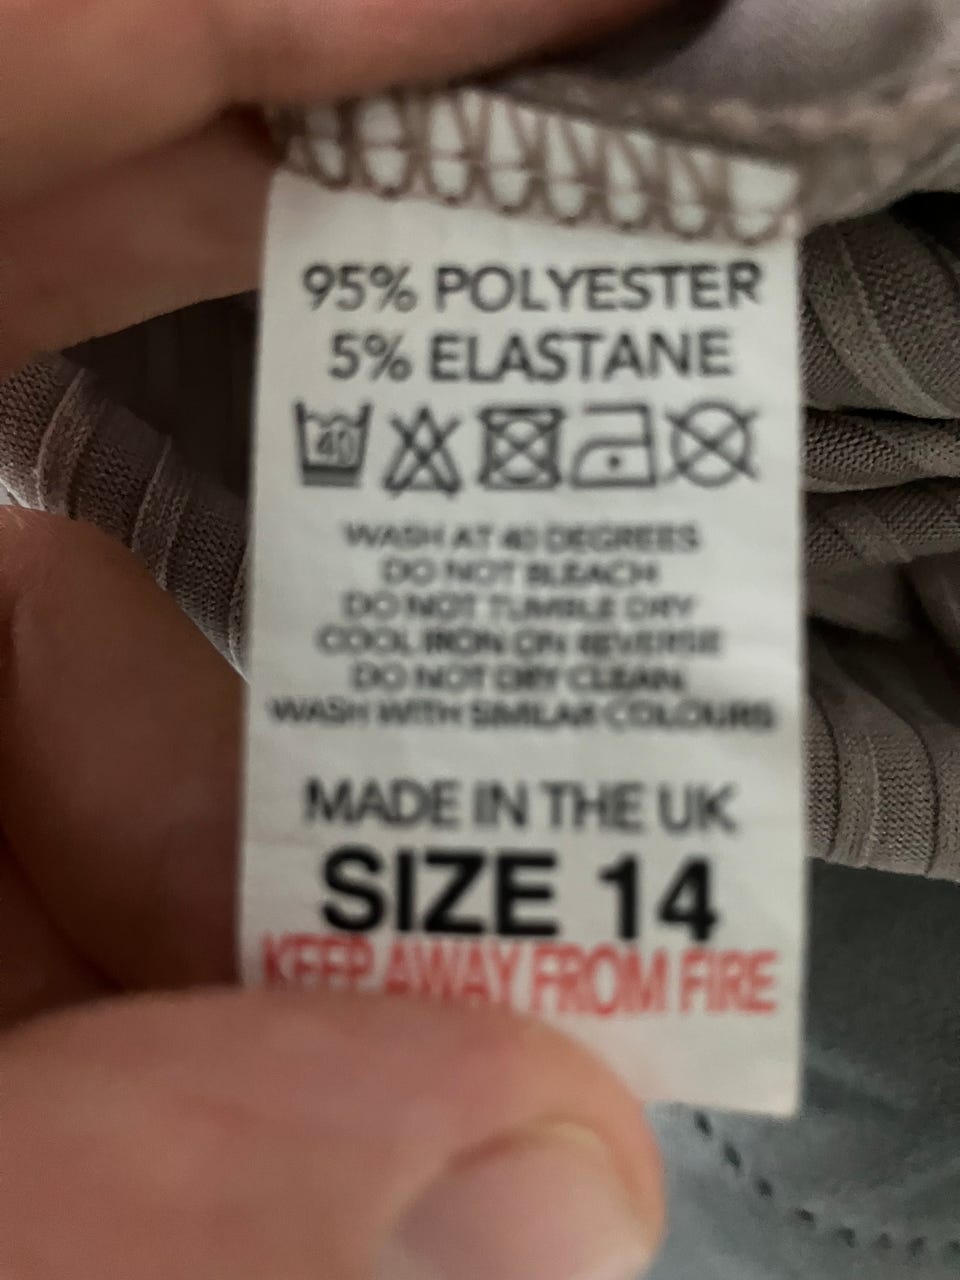 95% POLYESTER
5% ELASTANE
40
WASH AT 40 DEGREES
DO NOT BLEACH
DO NOT TUMBLE DRY
COOL IRON ON REVERSE
DO NOT DRY CLEAN
WASH WITH SIMILAR COLOURS
MADE IN THE UK
SIZE 14
KEEP AWAY FROM FIRE